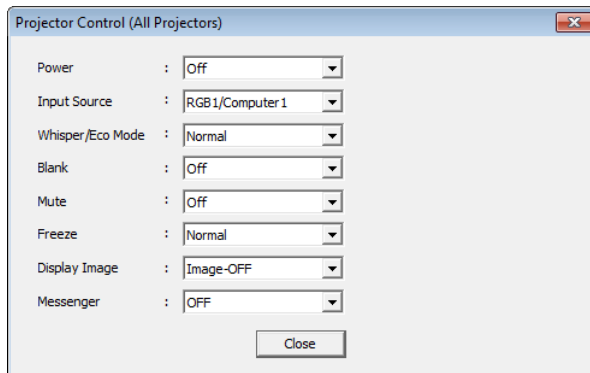 Projector Control (All Projectors)
Power : Off
Input Source : RGB1/Computer1
Whisper/Eco Mode : Normal
Blank : Off
Mute : Off
Freeze : Normal
Display Image : Image-OFF
Messenger : OFF
Close